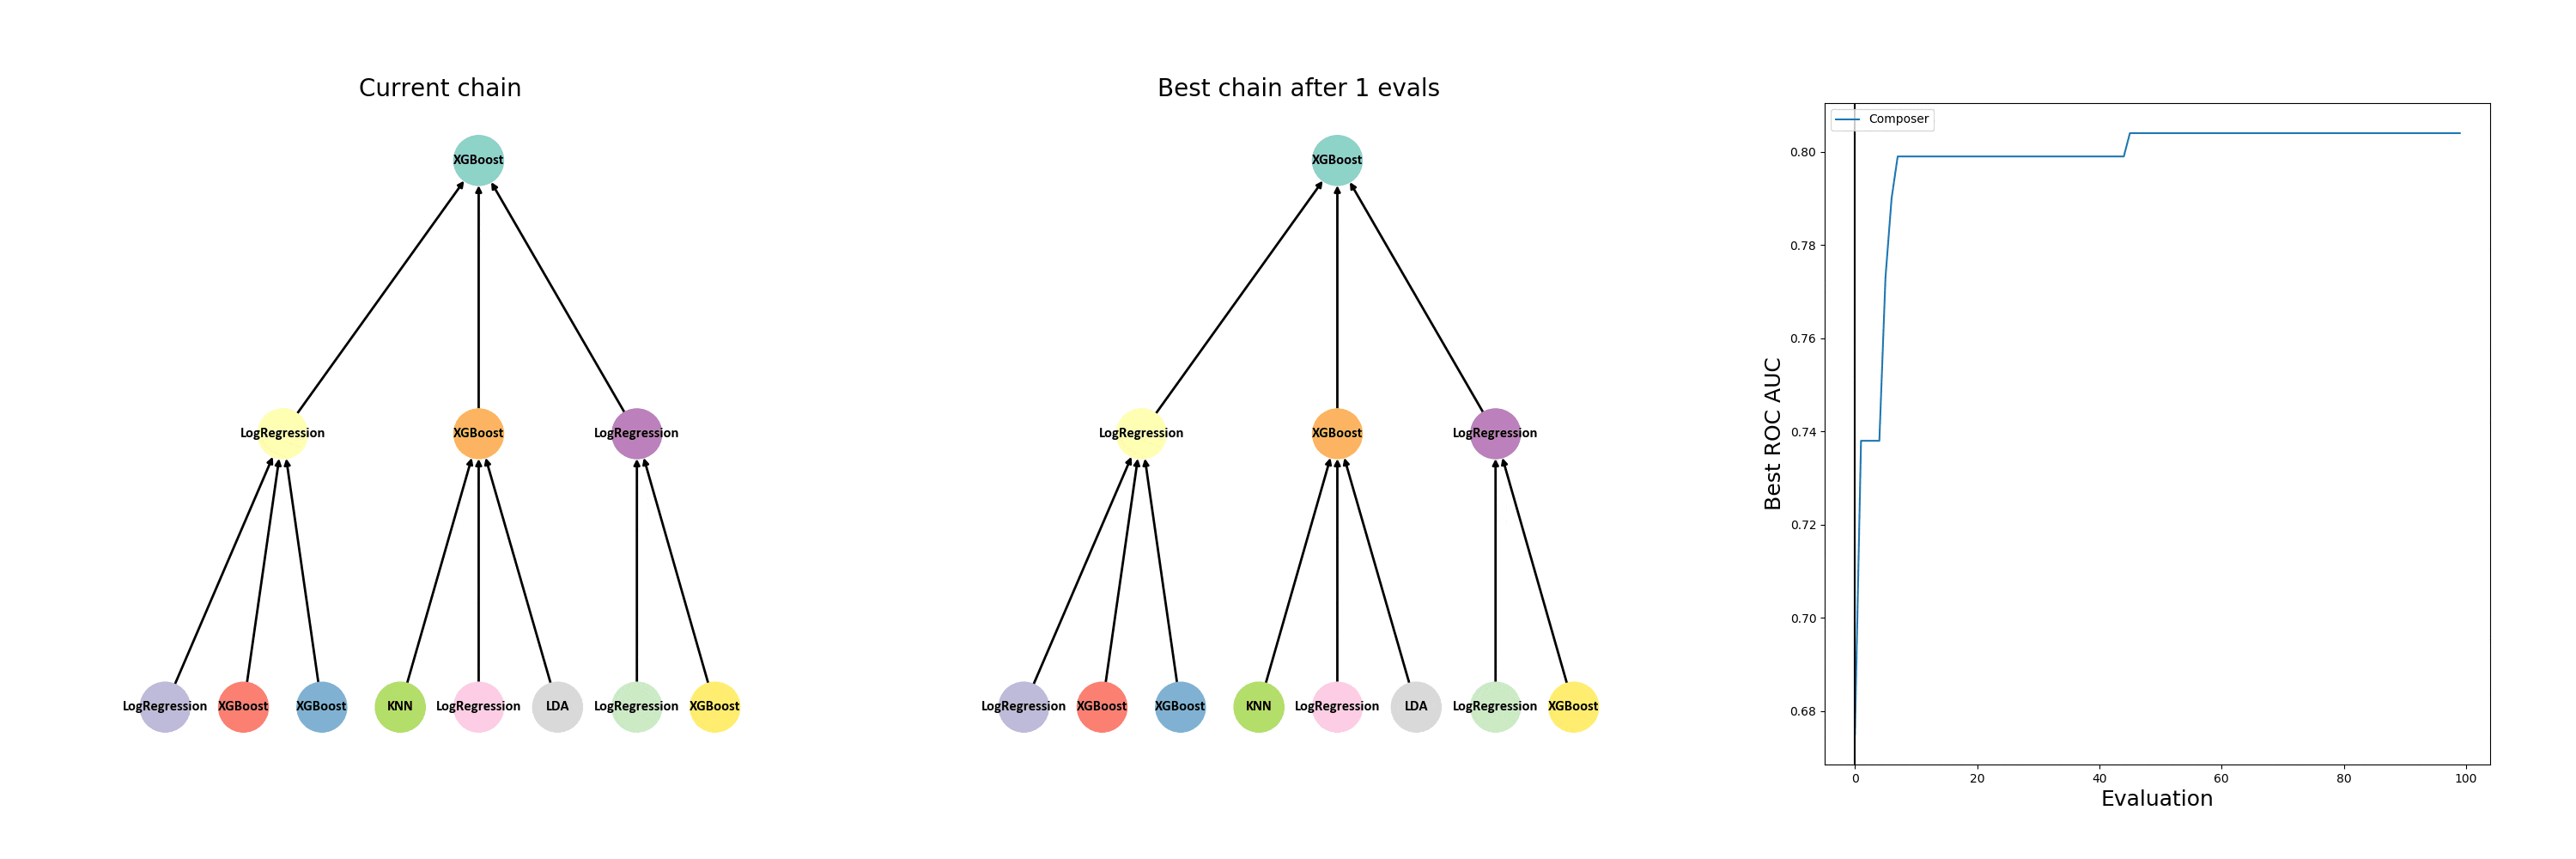 Current chain
XGBoost
LogRegression XGBoost LogRegression
LogRegression XGBoost XGBoost KNN LogRegression LDA LogRegression XGBoost
Best chain after 1 evals
XGBoost
LogRegression XGBoost LogRegression
LogRegression XGBoost XGBoost KNN LogRegression LDA LogRegression XGBoost
Composer
Best ROC AUC
0.80
0.78
0.76
0.74
0.72
0.70
0.68
0 20 40 60 80 100
Evaluation